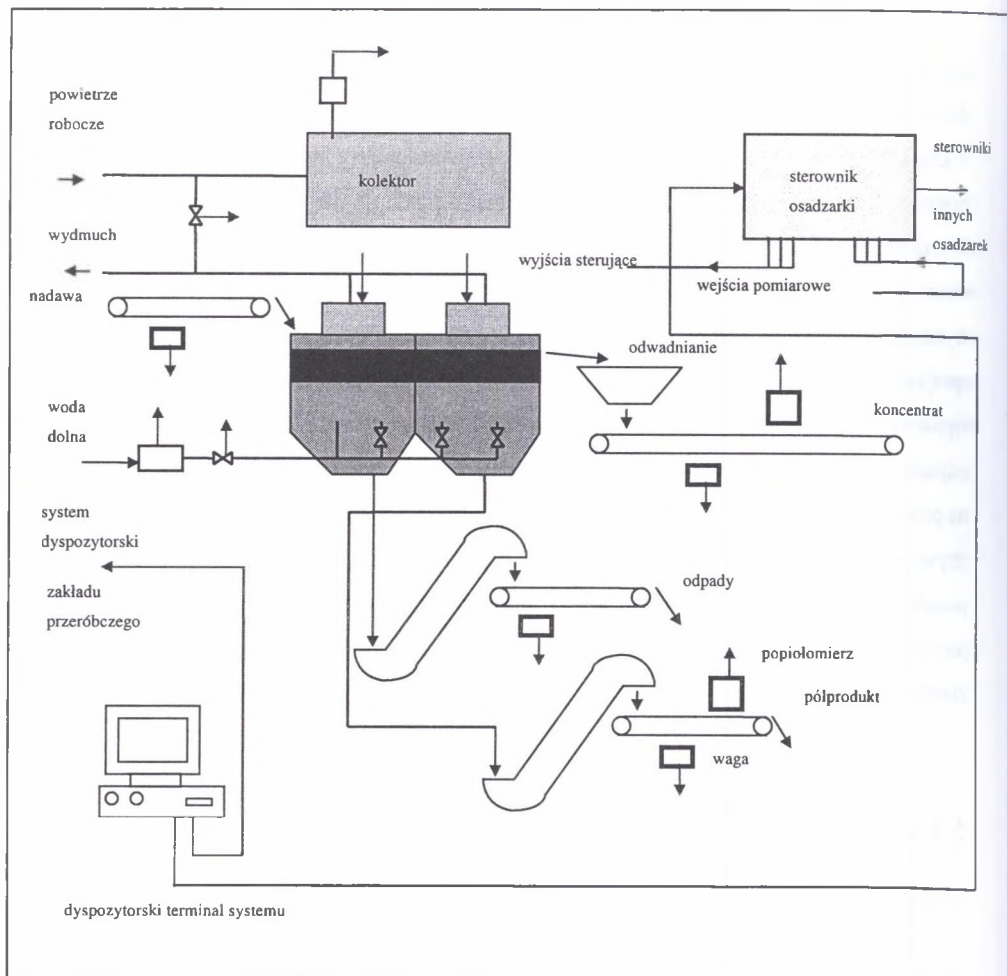 powietrze
robocze
kolektor
sterownik
osadzarki
sterowniki
innych
osadzarek
wydmuch
wyjścia sterujące
wejścia pomiarowe
nadawa
odwadnianie
koncentrat
woda
dolna
system
dyspozytorski
zakładu
przeróbczego
odpady
popiołomierz
półprodukt
waga
dyspozytorski terminal systemu